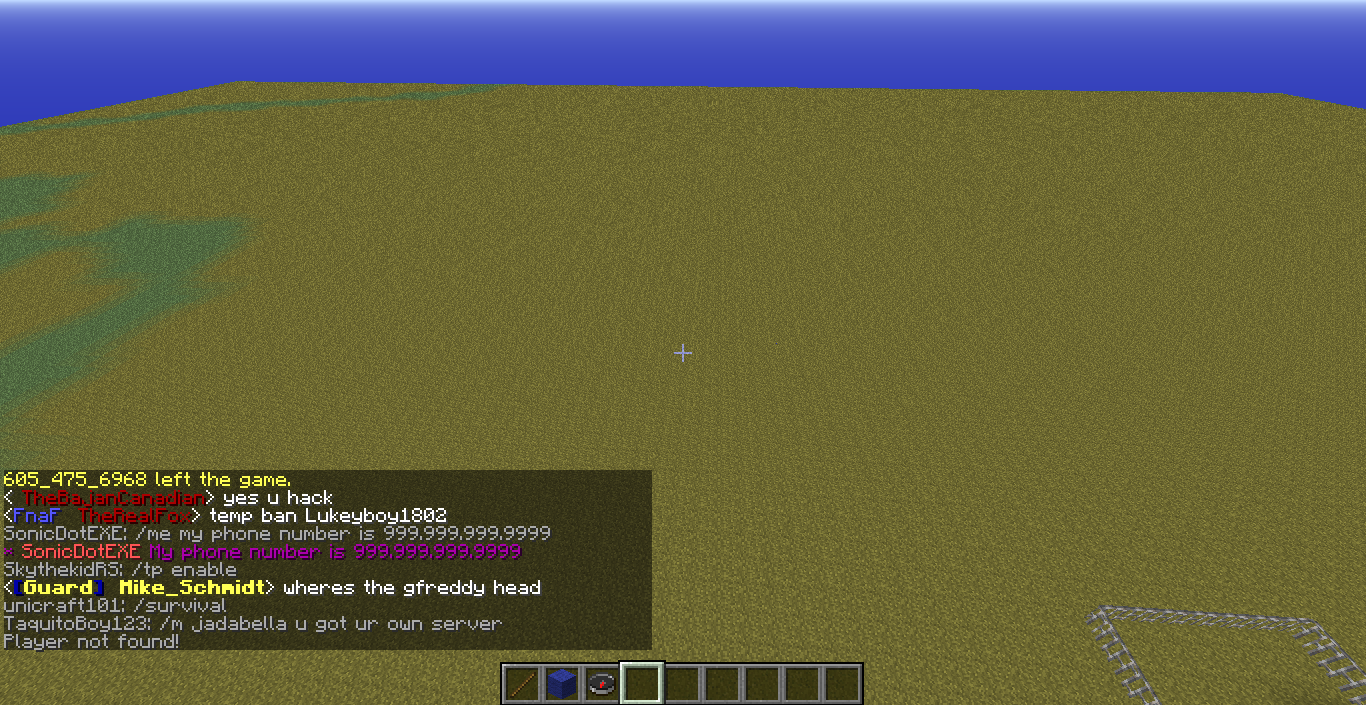 605_475_6968 left the game.
< TheBajanCanadian> yes u hack
<FnaF TheRealFox> temp ban Lukeyboy1802
SonicDotEXE: /me my phone number is 999.999.999.9999
* SonicDotEXE My phone number is 999.999.999.9999
SkythekidRS: /tp enable
<[Guard] Mike_Schmidt> wheres the gfreddy head
unicraft101: /survival
TaquitoBoy123: /m jadabella u got ur own server
Player not found!